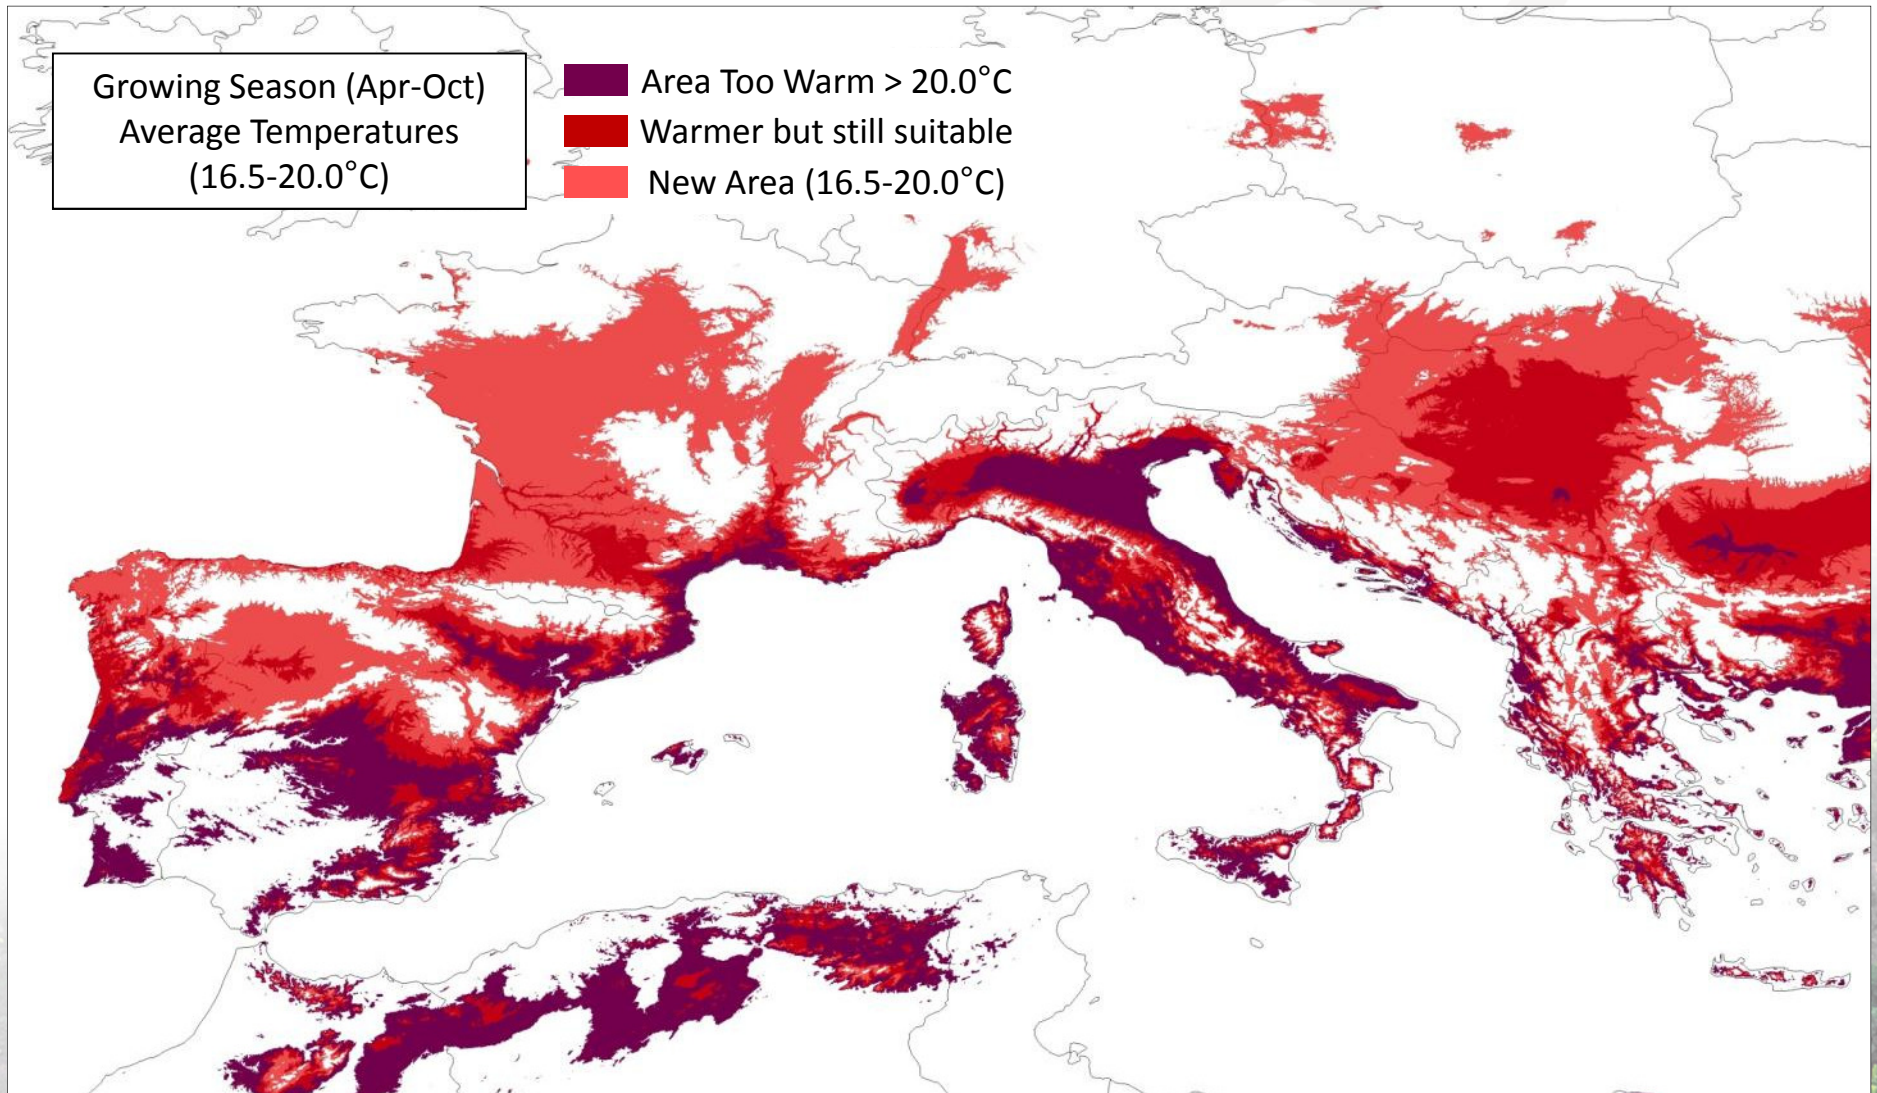 Growing Season (Apr-Oct)
Average Temperatures
(16.5-20.0°C)
Area Too Warm > 20.0°C
Warmer but still suitable
New Area (16.5-20.0°C)